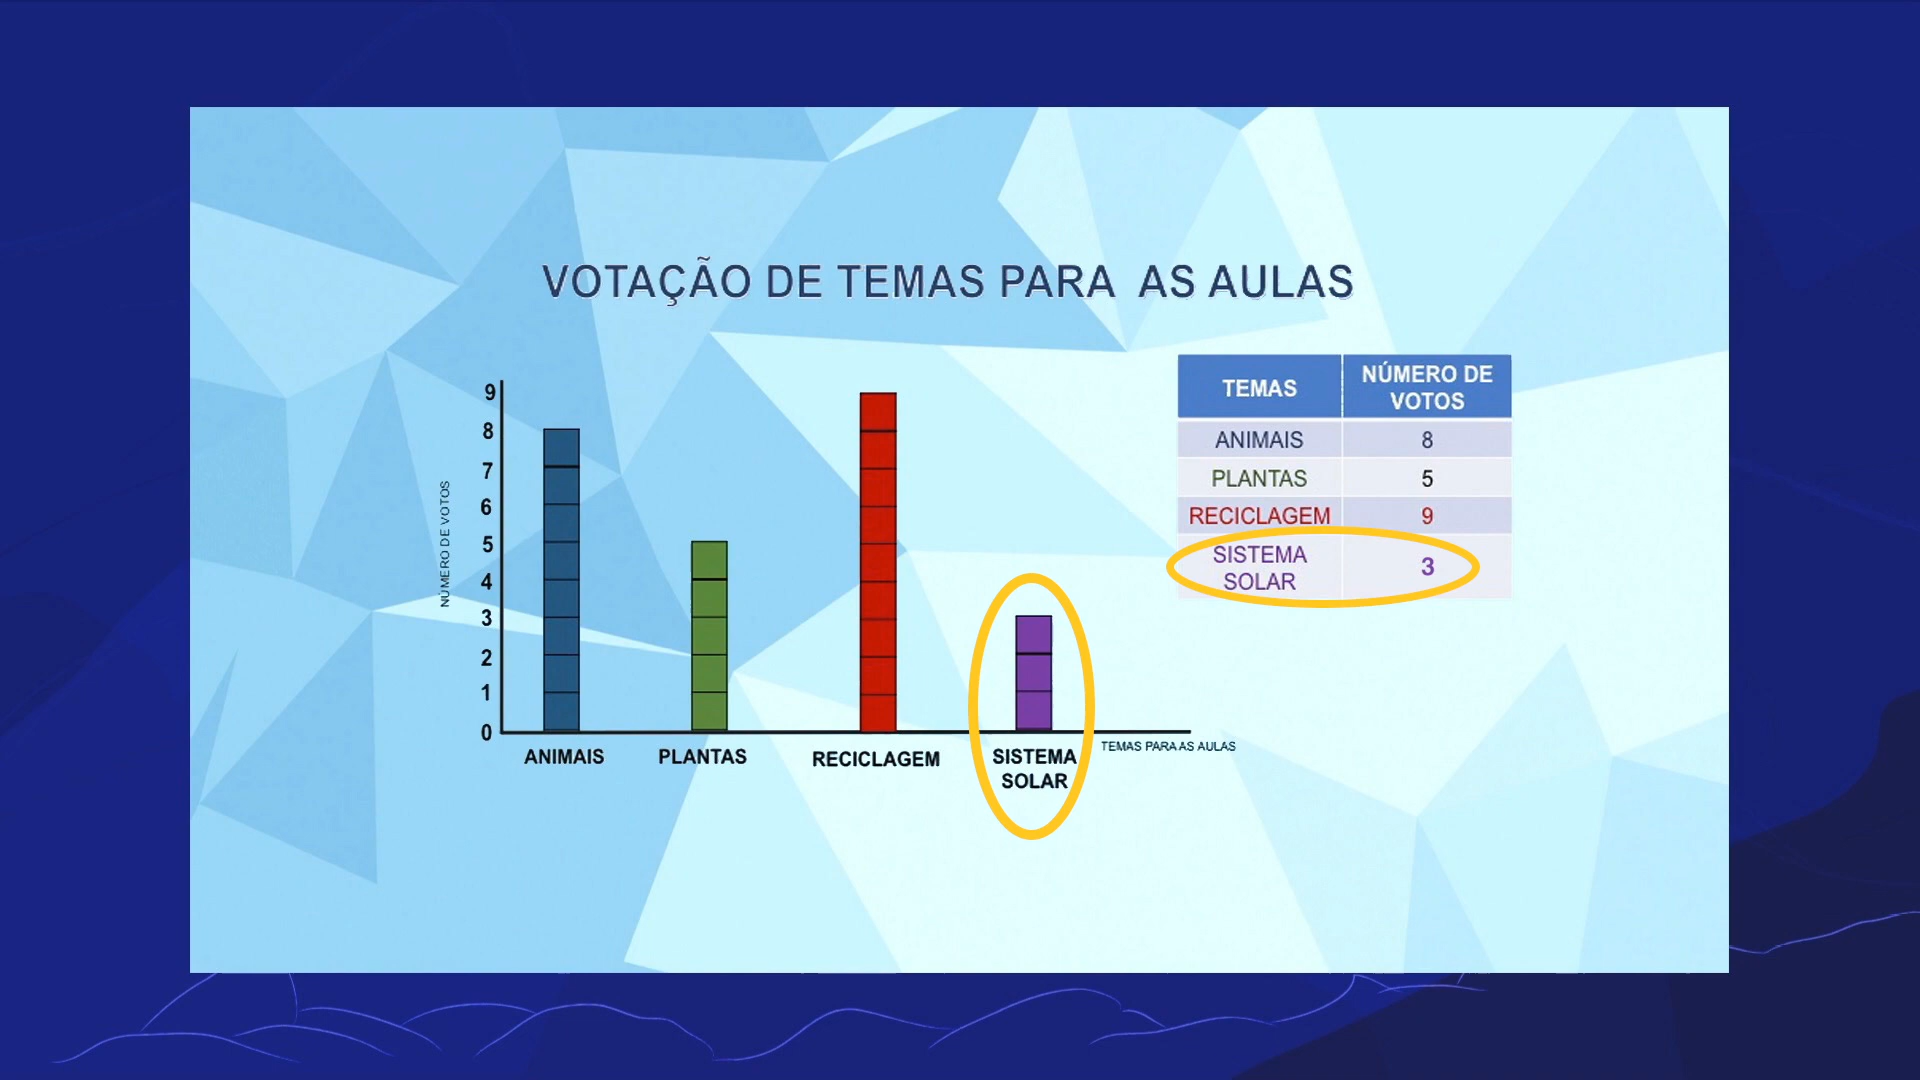 VOTAÇÃO DE TEMAS PARA AS AULAS
TEMAS
NÚMERO DE
VOTOS
ANIMAIS 8
PLANTAS 5
RECICLAGEM 9
SISTEMA
SOLAR
3
NÚMERO DE VOTOS
9
8
7
6
5
4
3
2
1
0
ANIMAIS
PLANTAS
RECICLAGEM
SISTEMA
SOLAR
TEMAS PARA AS AULAS